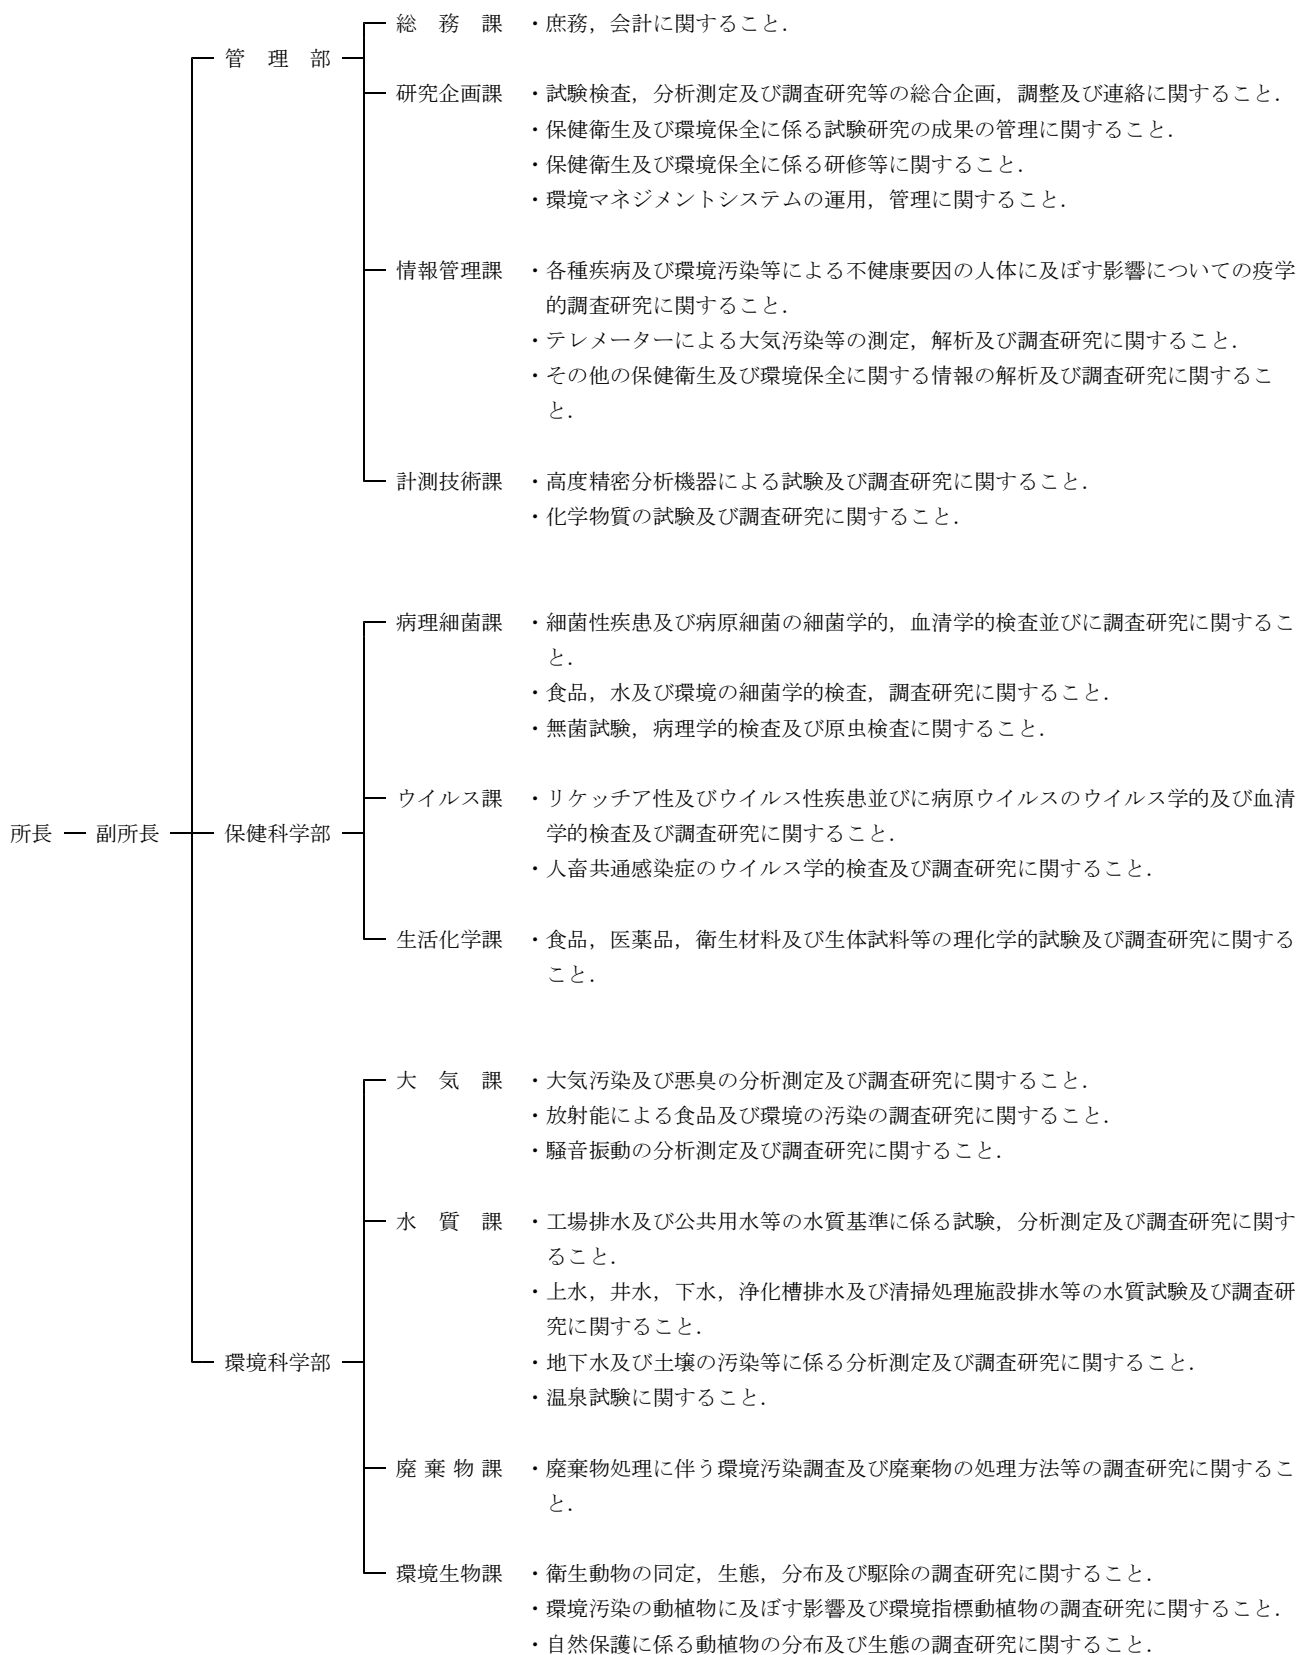 総務課 ・庶務，会計に関すること．
管理部
研究企画課 ・試験検査，分析測定及び調査研究等の総合企画，調整及び連絡に関すること．
・保健衛生及び環境保全に係る試験研究の成果の管理に関すること．
・保健衛生及び環境保全に係る研修等に関すること．
・環境マネジメントシステムの運用，管理に関すること．
情報管理課 ・各種疾病及び環境汚染等による不健康要因の人体に及ぼす影響についての疫学
的調査研究に関すること．
・テレメーターによる大気汚染等の測定，解析及び調査研究に関すること．
・その他の保健衛生及び環境保全に関する情報の解析及び調査研究に関するこ
と．
計測技術課 ・高度精密分析機器による試験及び調査研究に関すること．
・化学物質の試験及び調査研究に関すること．
病理細菌課 ・細菌性疾患及び病原細菌の細菌学的，血清学的検査並びに調査研究に関するこ
と．
・食品，水及び環境の細菌学的検査，調査研究に関すること．
・無菌試験，病理学的検査及び原虫検査に関すること．
ウイルス課 ・リケッチア性及びウイルス性疾患並びに病原ウイルスのウイルス学的及び血清
所長 副所長 保健科学部 学的検査及び調査研究に関すること．
・人畜共通感染症のウイルス学的検査及び調査研究に関すること．
生活化学課 ・食品，医薬品，衛生材料及び生体試料等の理化学的試験及び調査研究に関する
こと．
大気課 ・大気汚染及び悪臭の分析測定及び調査研究に関すること．
・放射能による食品及び環境の汚染の調査研究に関すること．
・騒音振動の分析測定及び調査研究に関すること．
水質課 ・工場排水及び公共用水等の水質基準に係る試験，分析測定及び調査研究に関す
ること．
・上水，井水，下水，浄化槽排水及び清掃処理施設排水等の水質試験及び調査研
究に関すること．
環境科学部 ・地下水及び土壌の汚染等に係る分析測定及び調査研究に関すること．
・温泉試験に関すること．
廃棄物課 ・廃棄物処理に伴う環境汚染調査及び廃棄物の処理方法等の調査研究に関するこ
と．
環境生物課 ・衛生動物の同定，生態，分布及び駆除の調査研究に関すること．
・環境汚染の動植物に及ぼす影響及び環境指標動植物の調査研究に関すること．
・自然保護に係る動植物の分布及び生態の調査研究に関すること．